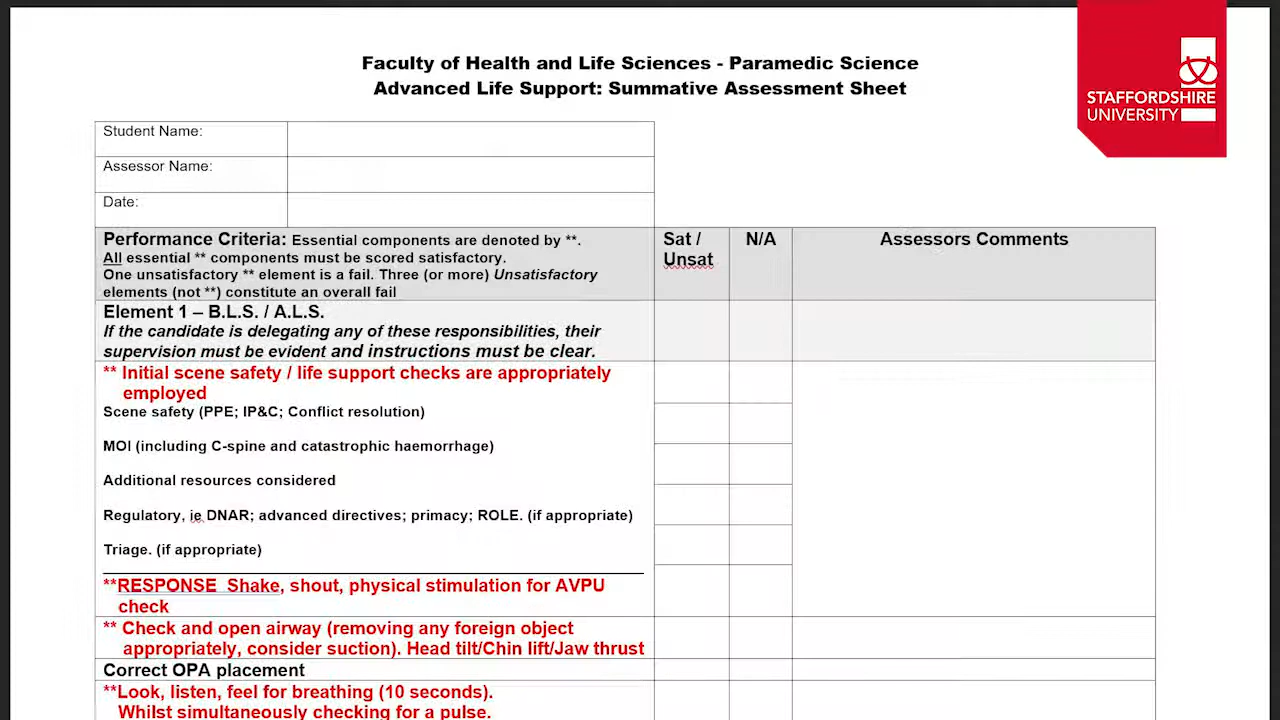 Faculty of Health and Life Sciences - Paramedic Science
Advanced Life Support: Summative Assessment Sheet
STAFFORDSHIRE
UNIVERSITY
Student Name:
Assessor Name:
Date:
Performance Criteria: Essential components are denoted by **.
All essential ** components must be scored satisfactory.
One unsatisfactory ** element is a fail. Three (or more) Unsatisfactory
elements (not **) constitute an overall fail
Sat /
Unsat
N/A
Assessors Comments
Element 1 – B.L.S. / A.L.S.
If the candidate is delegating any of these responsibilities, their
supervision must be evident and instructions must be clear.
** Initial scene safety / life support checks are appropriately
employed
Scene safety (PPE; IP&C; Conflict resolution)
MOI (including C-spine and catastrophic haemorrhage)
Additional resources considered
Regulatory, ie DNAR; advanced directives; primacy; ROLE. (if appropriate)
Triage. (if appropriate)
**RESPONSE Shake, shout, physical stimulation for AVPU
check
** Check and open airway (removing any foreign object
appropriately, consider suction). Head tilt/Chin lift/Jaw thrust
Correct OPA placement
**Look, listen, feel for breathing (10 seconds).
Whilst simultaneously checking for a pulse.